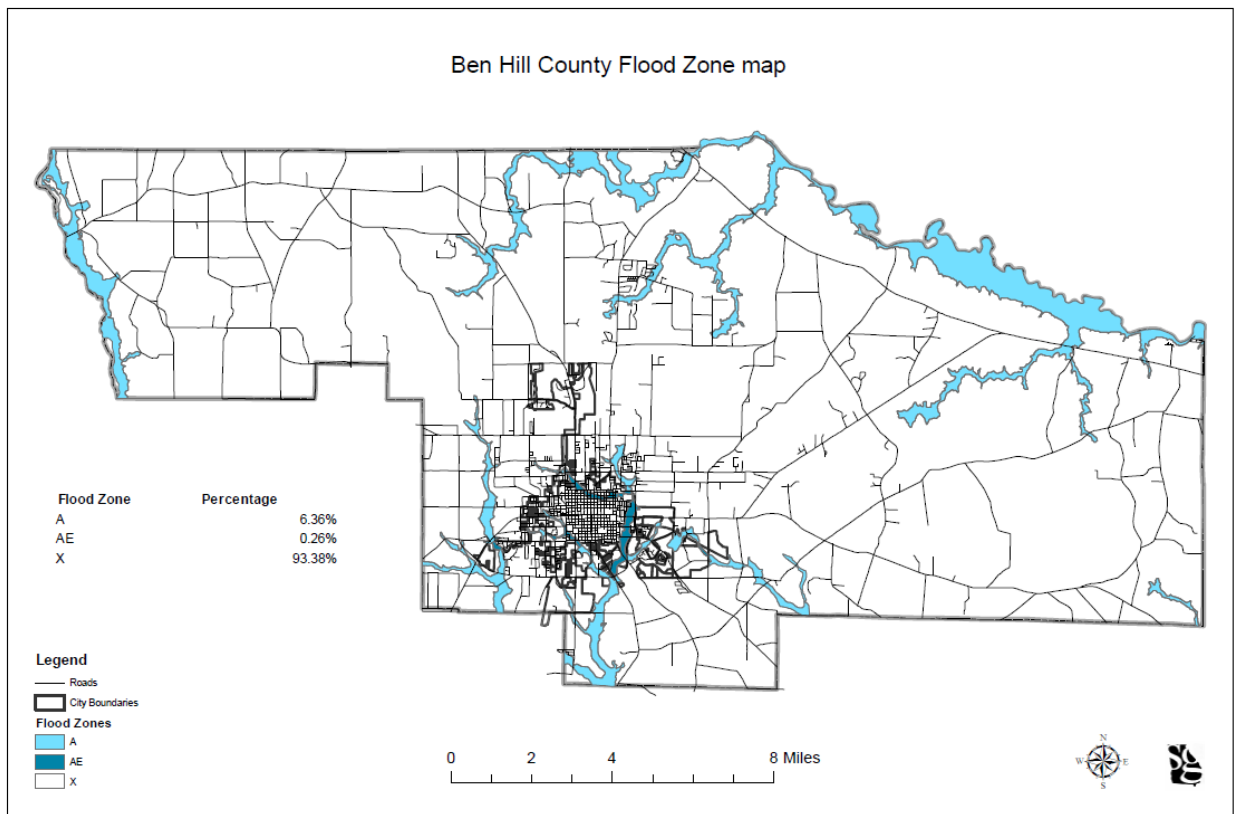 Ben Hill County Flood Zone map
Flood Zone Percentage
A 6.36%
AE 0.26%
X 93.38%
Legend
Roads
City Boundaries
Flood Zones
A
AE
X
0 2 4 6 8 Miles
N
W E
S